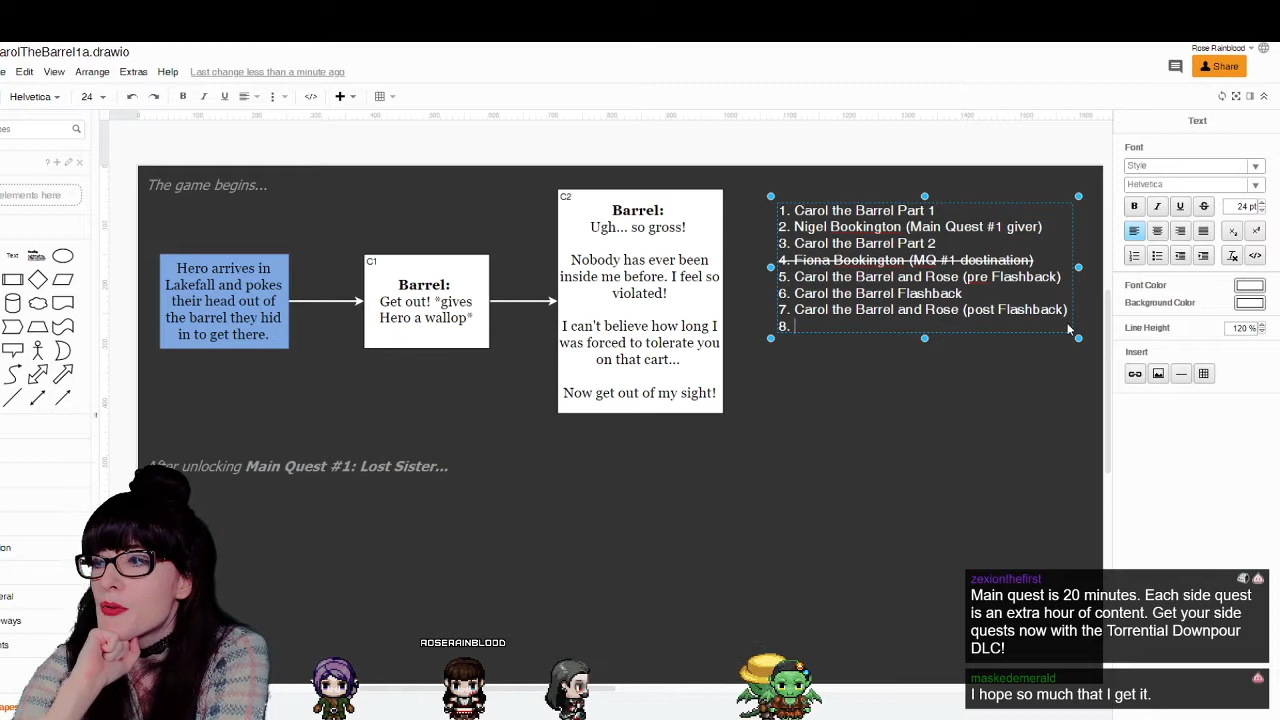 arolTheBarrel1a.drawio
Rose Rainblood
Edit View Arrange Extras Help Last change less than a minute ago
Share
Helvetica 24 B I U
Text
Font
Style
Helvetica
B I U S 24 pt
Font Color
Background Color
Line Height 120 %
Insert
es
elements here
Text
The game begins...
Hero arrives in
Lakefall and pokes
their head out of
the barrel they hid
in to get there.
C1
Barrel:
Get out! *gives
Hero a wallop*
C2
Barrel:
Ugh... so gross!
Nobody has ever been
inside me before. I feel so
violated!
I can't believe how long I
was forced to tolerate you
on that cart...
Now get out of my sight!
1. Carol the Barrel Part 1
2. Nigel Bookington (Main Quest #1 giver)
3. Carol the Barrel Part 2
4. Fiona Bookington (MQ #1 destination)
5. Carol the Barrel and Rose (pre Flashback)
6. Carol the Barrel Flashback
7. Carol the Barrel and Rose (post Flashback)
8.
After unlocking Main Quest #1: Lost Sister...
on
eral
ways
nts
apes
ROSERAINBLOOD
zexionthefirst
Main quest is 20 minutes. Each side quest
is an extra hour of content. Get your side
quests now with the Torrential Downpour
DLC!
maskedemerald
I hope so much that I get it.